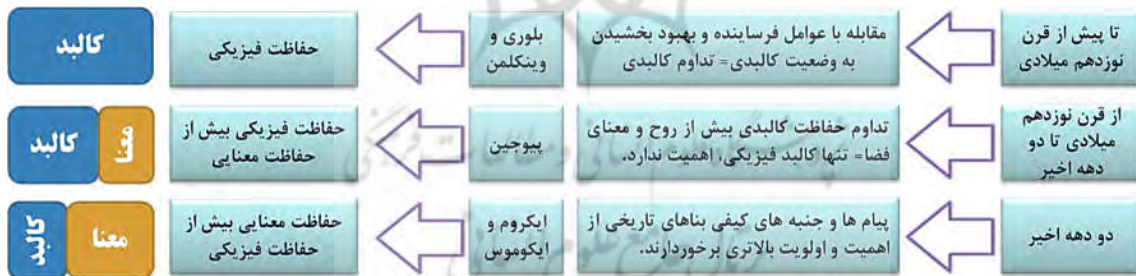 تا پیش از قرن
نوزدهم میلادی
مقابله با عوامل فرساینده و بهبود بخشیدن
به وضعیت کالبدی= تداوم کالبدی
بلوری و
وینکلمن
حفاظت فیزیکی
کالبد
از قرن نوزدهم
میلادی تا دو
دهه اخیر
تداوم حفاظت کالبدی بیش از روح و معنای
فضا= تنها کالبد فیزیکی، اهمیت ندارد.
پیوجین
حفاظت فیزیکی بیش از
حفاظت معنایی
معنا
کالبد
دو دهه اخیر
پیام ها و جنبه های کیفی بناهای تاریخی از
اهمیت و اولویت بالاتری برخوردارند.
ایکروم و
ایکوموس
حفاظت معنایی بیش از
حفاظت فیزیکی
معنا
کالبد